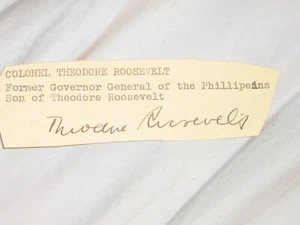 COLONEL THEODORE ROOSEVELT
Former Governor General of the Phillipeins
Son of Theodore Roosevelt
Theodore Roosevelt